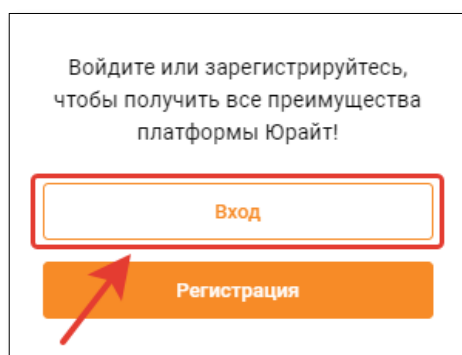 Войдите или зарегистрируйтесь,
чтобы получить все преимущества
платформы Юрайт!
Вход
Регистрация